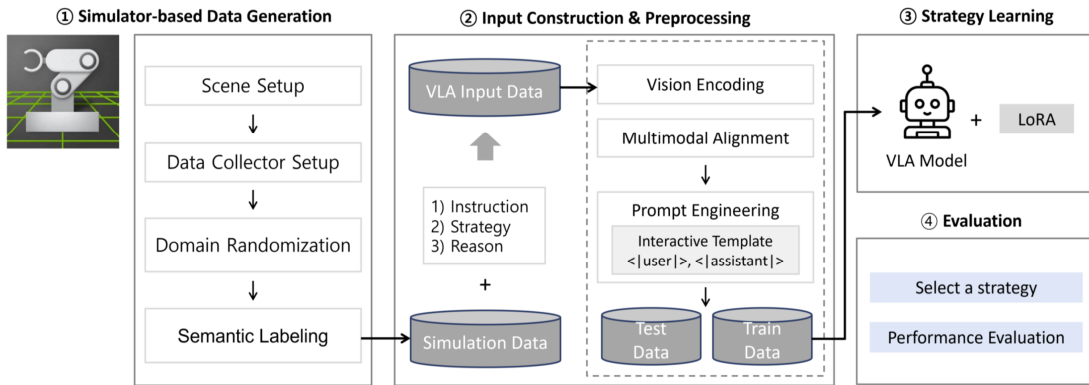 ① Simulator-based Data Generation
Scene Setup
Data Collector Setup
Domain Randomization
Semantic Labeling
② Input Construction & Preprocessing
VLA Input Data
1) Instruction
2) Strategy
3) Reason
+
Simulation Data
Vision Encoding
Multimodal Alignment
Prompt Engineering
Interactive Template
<|user|>, <|assistant|>
Test
Data
Train
Data
③ Strategy Learning
VLA Model
+
LoRA
④ Evaluation
Select a strategy
Performance Evaluation